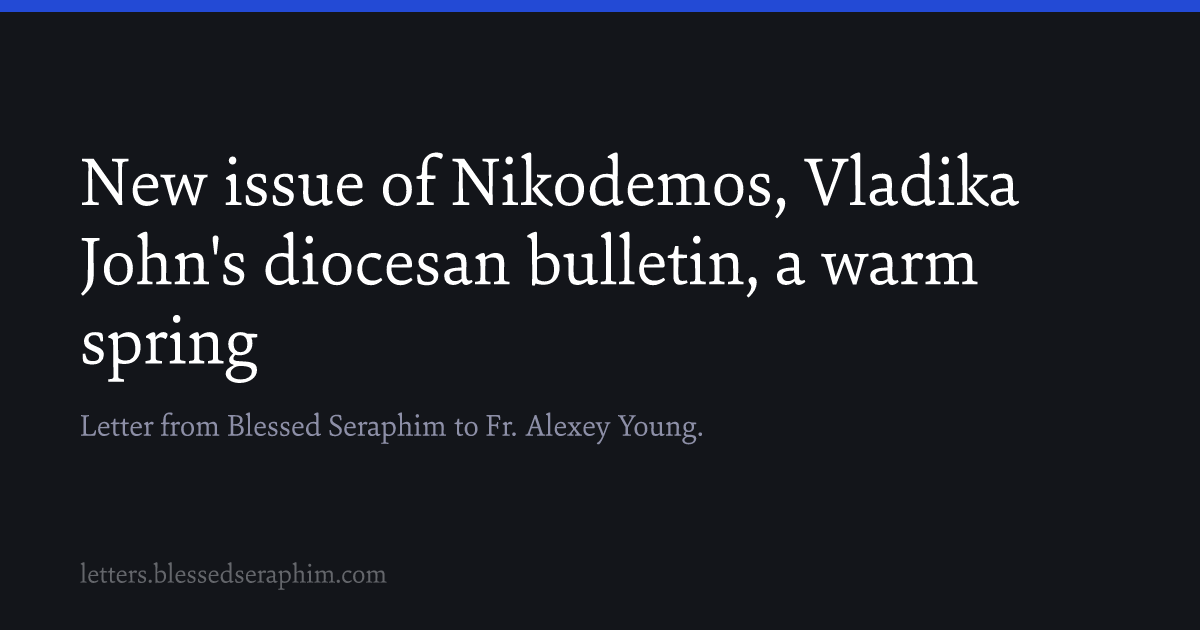 New issue of Nikodemos, Vladika
John's diocesan bulletin, a warm
spring
Letter from Blessed Seraphim to Fr. Alexey Young.
letters.blessedseraphim.com